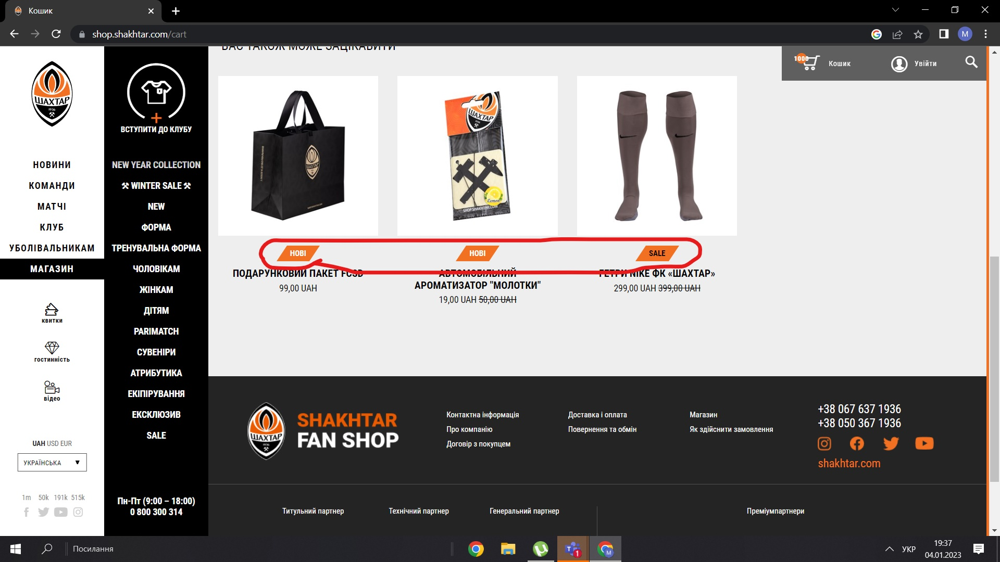 Кошик
shop.shakhtar.com/cart
ВАС ТАКОЖ МОЖЕ ЗАЦІКАВИТИ
1000
Кошик
Увійти
ШАХТАР
1936
ВСТУПИТИ ДО КЛУБУ
НОВИНИ
КОМАНДИ
МАТЧІ
КЛУБ
УБОЛІВАЛЬНИКАМ
МАГАЗИН
квитки
гостинність
відео
UAH USD EUR
УКРАЇНСЬКА
1m 50k 191k 515k
NEW YEAR COLLECTION
⚒ WINTER SALE ⚒
NEW
ФОРМА
ТРЕНУВАЛЬНА ФОРМА
ЧОЛОВІКАМ
ЖІНКАМ
ДІТЯМ
PARIMATCH
СУВЕНІРИ
АТРИБУТИКА
ЕКІПІРУВАННЯ
ЕКСКЛЮЗИВ
SALE
Пн-Пт (9:00 – 18:00)
0 800 300 314
ШАХТАР
ШАХТАР
1936
Lemon
SHOP.SHAKHTAR.COM
НОВІ
ПОДАРУНКОВИЙ ПАКЕТ FCSD
99,00 UAH
НОВІ
АВТОМОБІЛЬНИЙ
АРОМАТИЗАТОР "МОЛОТКИ"
19,00 UAH 50,00 UAH
SALE
ГЕТРИ NIKE ФК «ШАХТАР»
299,00 UAH 399,00 UAH
ШАХТАР
1936
SHAKHTAR
FAN SHOP
Контактна інформація
Про компанію
Договір з покупцем
Доставка і оплата
Повернення та обмін
Магазин
Як здійснити замовлення
+38 067 637 1936
+38 050 367 1936
shakhtar.com
Титульний партнер
Технічний партнер
Генеральний партнер
Преміумпартнери
Посилання
УКР
19:37
04.01.2023